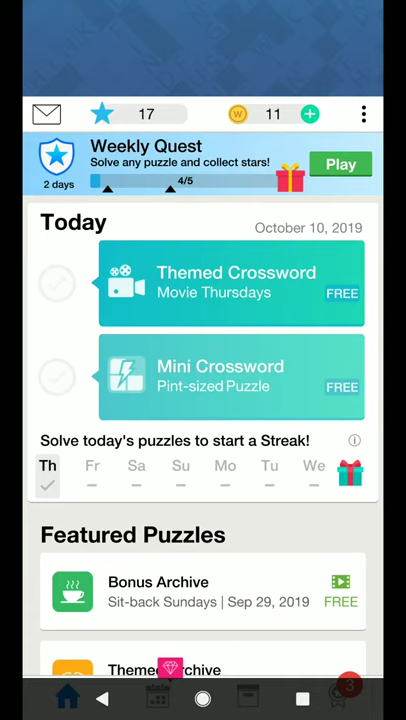 17
W
11
Weekly Quest
Solve any puzzle and collect stars!
4/5
2 days
Play
Today
October 10, 2019
Themed Crossword
Movie Thursdays
FREE
Mini Crossword
Pint-sized Puzzle
FREE
Solve today's puzzles to start a Streak!
Th Fr Sa Su Mo Tu We
Featured Puzzles
Bonus Archive
Sit-back Sundays | Sep 29, 2019
FREE
3